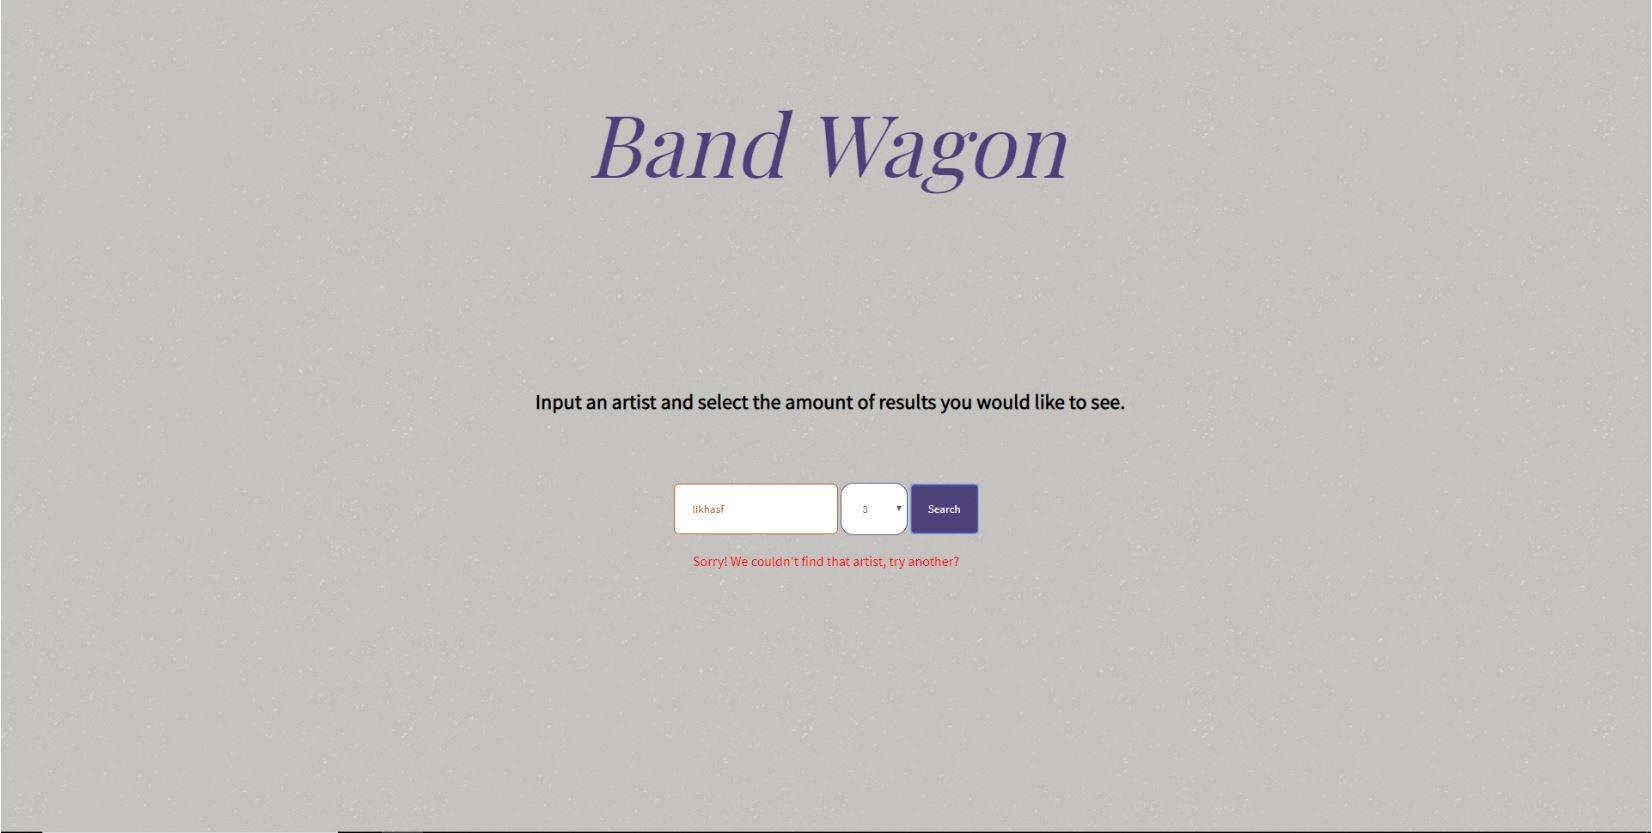 Band Wagon
Input an artist and select the amount of results you would like to see.
likhasf 3 Search
Sorry! We couldn't find that artist, try another?